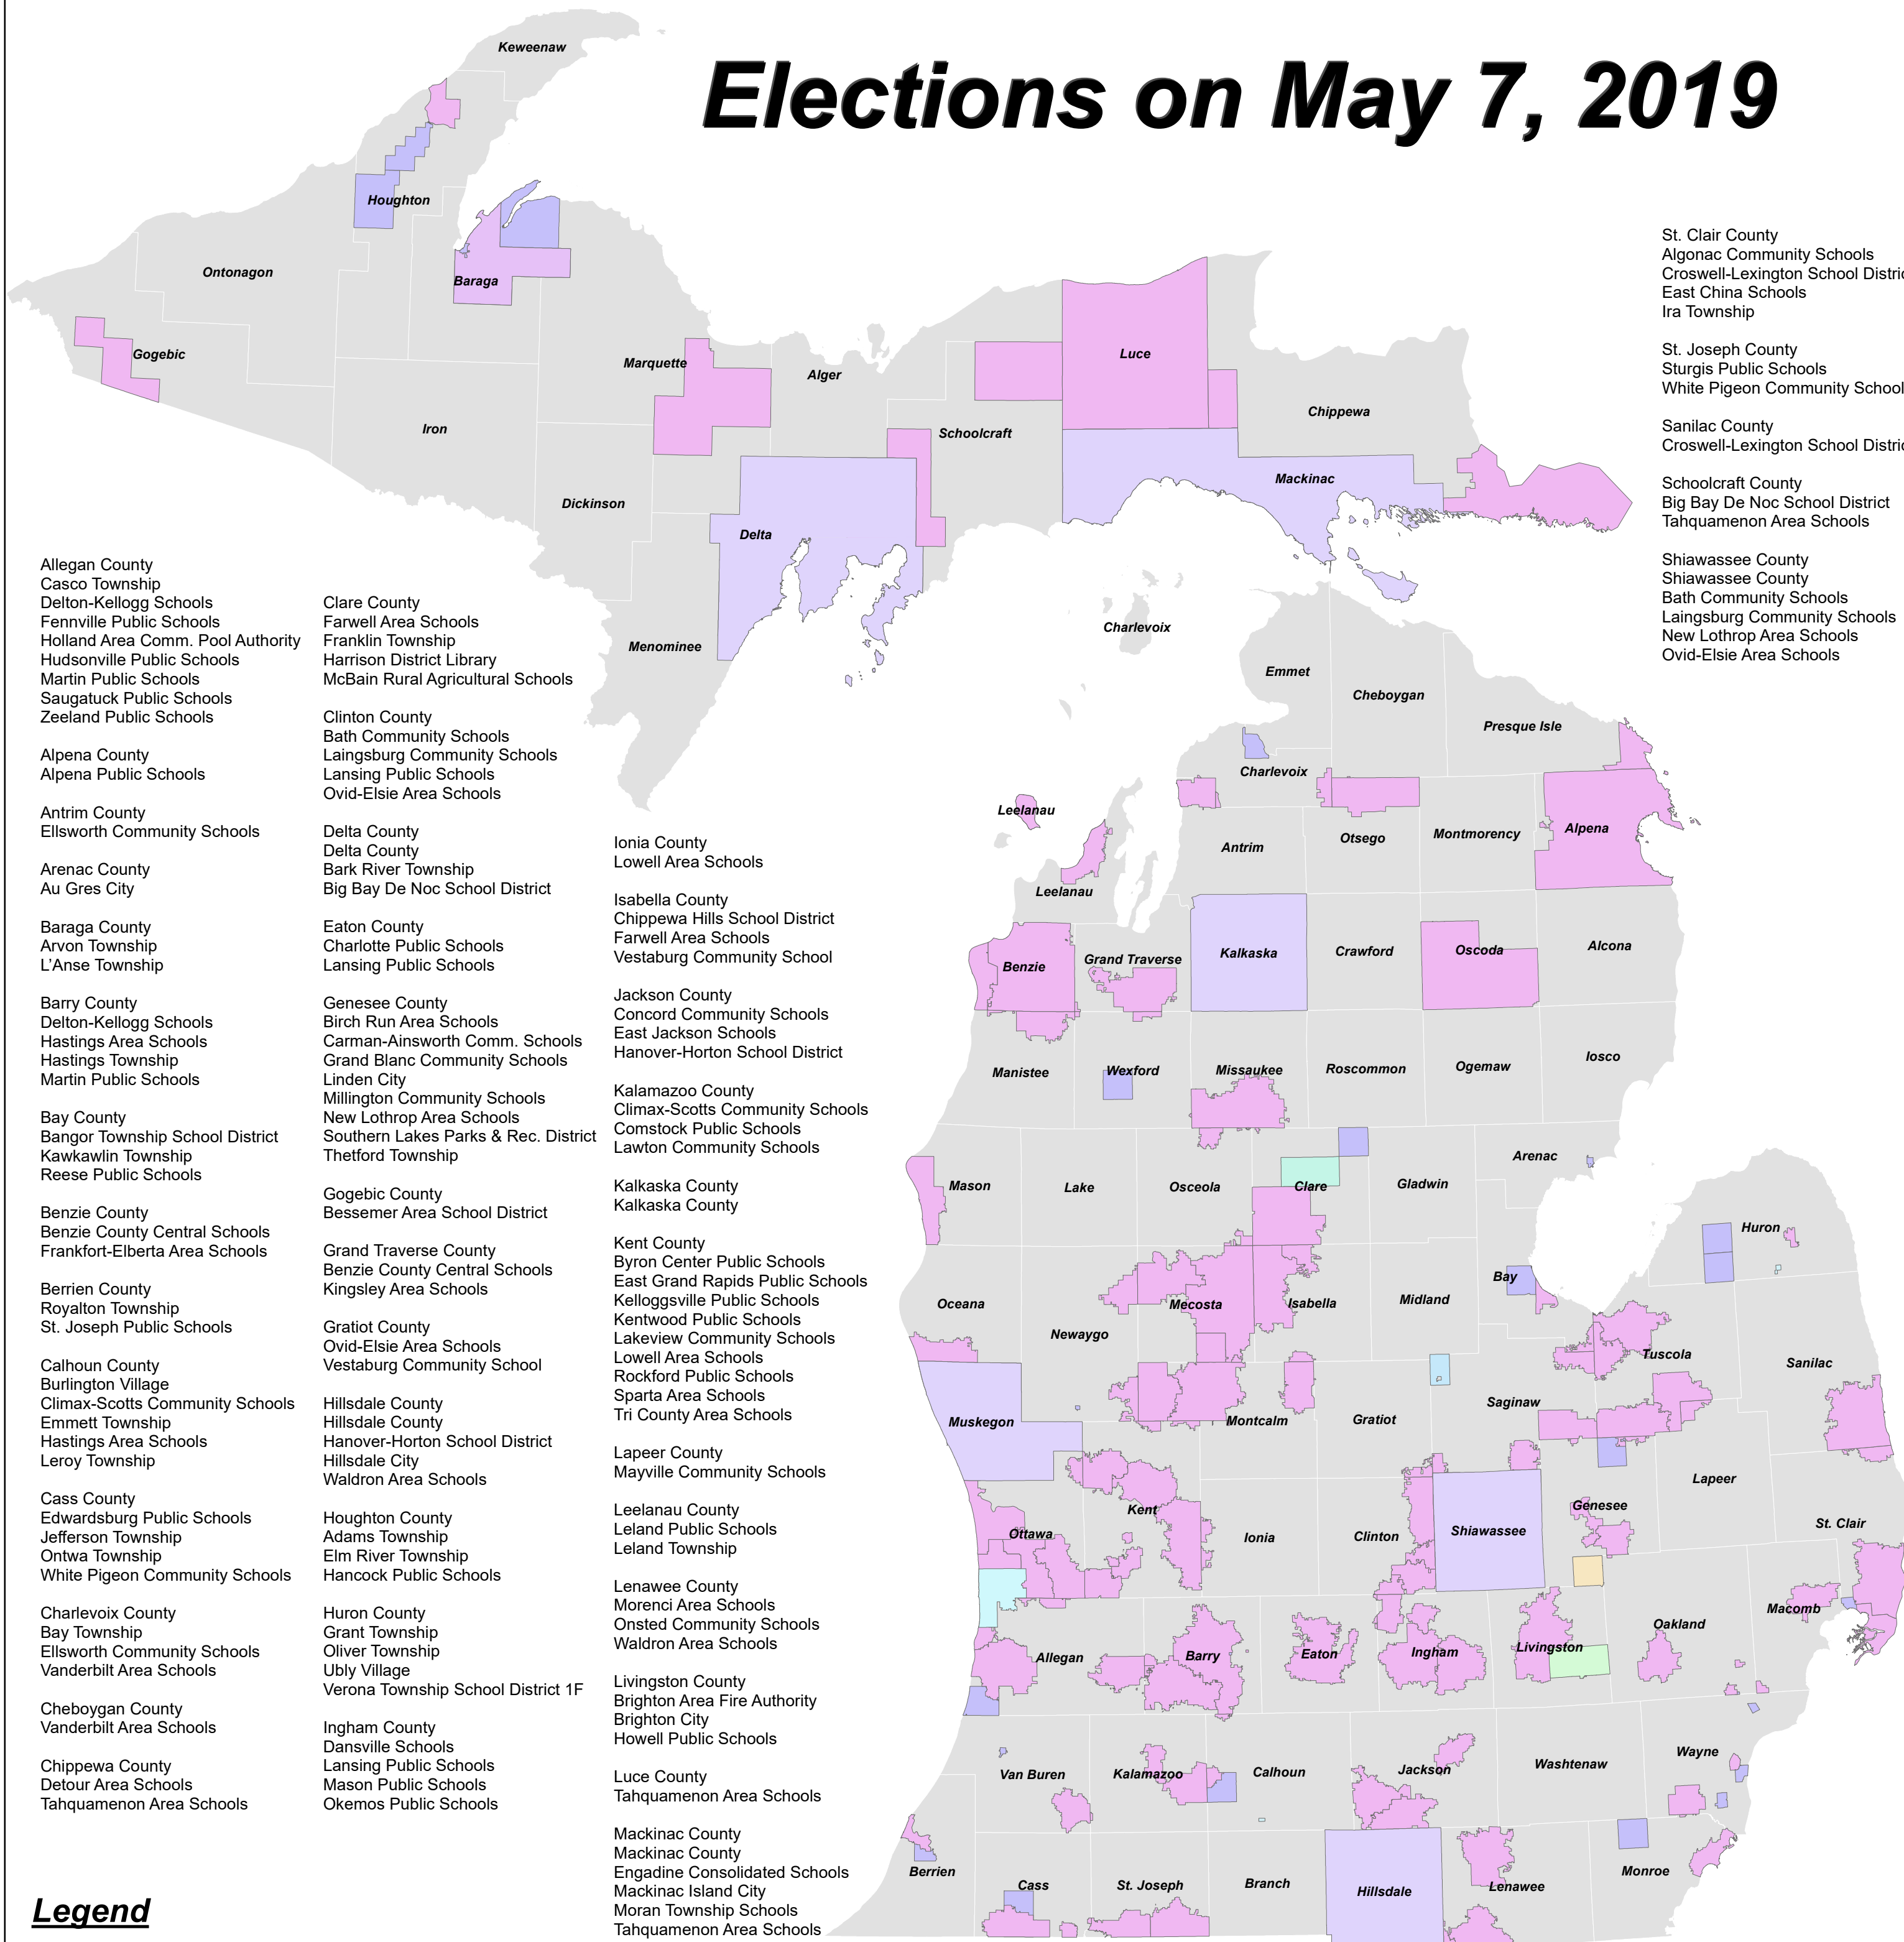 Elections on May 7, 2019
Allegan County
Casco Township
Delton-Kellogg Schools
Fennville Public Schools
Holland Area Comm. Pool Authority
Hudsonville Public Schools
Martin Public Schools
Saugatuck Public Schools
Zeeland Public Schools
Alpena County
Alpena Public Schools
Antrim County
Ellsworth Community Schools
Arenac County
Au Gres City
Baraga County
Arvon Township
L'Anse Township
Barry County
Delton-Kellogg Schools
Hastings Area Schools
Hastings Township
Martin Public Schools
Bay County
Bangor Township School District
Kawkawlin Township
Reese Public Schools
Benzie County
Benzie County Central Schools
Frankfort-Elberta Area Schools
Berrien County
Royalton Township
St. Joseph Public Schools
Calhoun County
Burlington Village
Climax-Scotts Community Schools
Emmett Township
Hastings Area Schools
Leroy Township
Cass County
Edwardsburg Public Schools
Jefferson Township
Ontwa Township
White Pigeon Community Schools
Charlevoix County
Bay Township
Ellsworth Community Schools
Vanderbilt Area Schools
Cheboygan County
Vanderbilt Area Schools
Chippewa County
Detour Area Schools
Tahquamenon Area Schools
Clare County
Farwell Area Schools
Franklin Township
Harrison District Library
McBain Rural Agricultural Schools
Clinton County
Bath Community Schools
Laingsburg Community Schools
Lansing Public Schools
Ovid-Elsie Area Schools
Delta County
Delta County
Bark River Township
Big Bay De Noc School District
Eaton County
Charlotte Public Schools
Lansing Public Schools
Genesee County
Birch Run Area Schools
Carman-Ainsworth Comm. Schools
Grand Blanc Community Schools
Linden City
Millington Community Schools
New Lothrop Area Schools
Southern Lakes Parks & Rec. District
Thetford Township
Gogebic County
Bessemer Area School District
Grand Traverse County
Benzie County Central Schools
Kingsley Area Schools
Gratiot County
Ovid-Elsie Area Schools
Vestaburg Community School
Hillsdale County
Hillsdale County
Hanover-Horton School District
Hillsdale City
Waldron Area Schools
Houghton County
Adams Township
Elm River Township
Hancock Public Schools
Huron County
Grant Township
Oliver Township
Ubly Village
Verona Township School District 1F
Ingham County
Dansville Schools
Lansing Public Schools
Mason Public Schools
Okemos Public Schools
Ionia County
Lowell Area Schools
Isabella County
Chippewa Hills School District
Farwell Area Schools
Vestaburg Community School
Jackson County
Concord Community Schools
East Jackson Schools
Hanover-Horton School District
Kalamazoo County
Climax-Scotts Community Schools
Comstock Public Schools
Lawton Community Schools
Kalkaska County
Kalkaska County
Kent County
Byron Center Public Schools
East Grand Rapids Public Schools
Kelloggsville Public Schools
Kentwood Public Schools
Lakeview Community Schools
Lowell Area Schools
Rockford Public Schools
Sparta Area Schools
Tri County Area Schools
Lapeer County
Mayville Community Schools
Leelanau County
Leland Public Schools
Leland Township
Lenawee County
Morenci Area Schools
Onsted Community Schools
Waldron Area Schools
Livingston County
Brighton Area Fire Authority
Brighton City
Howell Public Schools
Luce County
Tahquamenon Area Schools
Mackinac County
Mackinac County
Engadine Consolidated Schools
Mackinac Island City
Moran Township Schools
Tahquamenon Area Schools
St. Clair County
Algonac Community Schools
Croswell-Lexington School Distric
East China Schools
Ira Township
St. Joseph County
Sturgis Public Schools
White Pigeon Community School
Sanilac County
Croswell-Lexington School Distric
Schoolcraft County
Big Bay De Noc School District
Tahquamenon Area Schools
Shiawassee County
Shiawassee County
Bath Community Schools
Laingsburg Community Schools
New Lothrop Area Schools
Ovid-Elsie Area Schools
Keweenaw
Houghton
Ontonagon
Baraga
Gogebic
Marquette
Alger
Luce
Iron
Schoolcraft
Chippewa
Mackinac
Dickinson
Delta
Menominee
Charlevoix
Emmet
Cheboygan
Presque Isle
Charlevoix
Leelanau
Antrim
Otsego
Montmorency
Alpena
Leelanau
Benzie
Grand Traverse
Kalkaska
Crawford
Oscoda
Alcona
Manistee
Wexford
Missaukee
Roscommon
Ogemaw
Iosco
Mason
Lake
Osceola
Clare
Gladwin
Arenac
Huron
Oceana
Newaygo
Mecosta
Isabella
Midland
Bay
Tuscola
Sanilac
Muskegon
Montcalm
Gratiot
Saginaw
Lapeer
Kent
Ottawa
Ionia
Clinton
Shiawassee
Genesee
St. Clair
Allegan
Barry
Eaton
Ingham
Livingston
Oakland
Macomb
Van Buren
Kalamazoo
Calhoun
Jackson
Washtenaw
Wayne
Berrien
Cass
St. Joseph
Branch
Hillsdale
Lenawee
Monroe
Legend